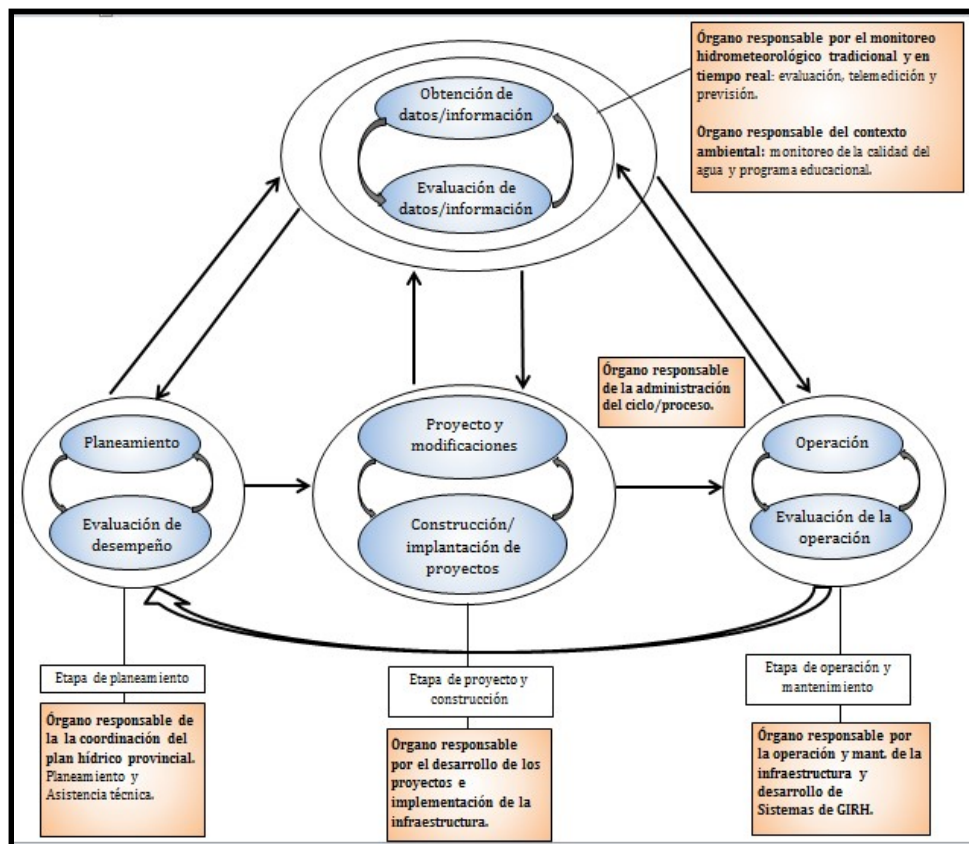 Órgano responsable por el monitoreo
hidrometeorológico tradicional y en
tiempo real: evaluación, telemedición y
previsión.
Órgano responsable del contexto
ambiental: monitoreo de la calidad del
agua y programa educacional.
Obtención de
datos/información
Evaluación de
datos/información
Órgano responsable
de la administración
del ciclo/proceso.
Planeamiento
Evaluación de
desempeño
Proyecto y
modificaciones
Construcción/
implantación de
proyectos
Operación
Evaluación de la
operación
Etapa de planeamiento
Etapa de proyecto y
construcción
Etapa de operación y
mantenimiento
Órgano responsable de
la la coordinación del
plan hídrico provincial.
Planeamiento y
Asistencia técnica.
Órgano responsable
por el desarrollo de los
proyectos e
implementación de la
infraestructura.
Órgano responsable por
la operación y mant. de la
infraestructura y
desarrollo de
Sistemas de GIRH.